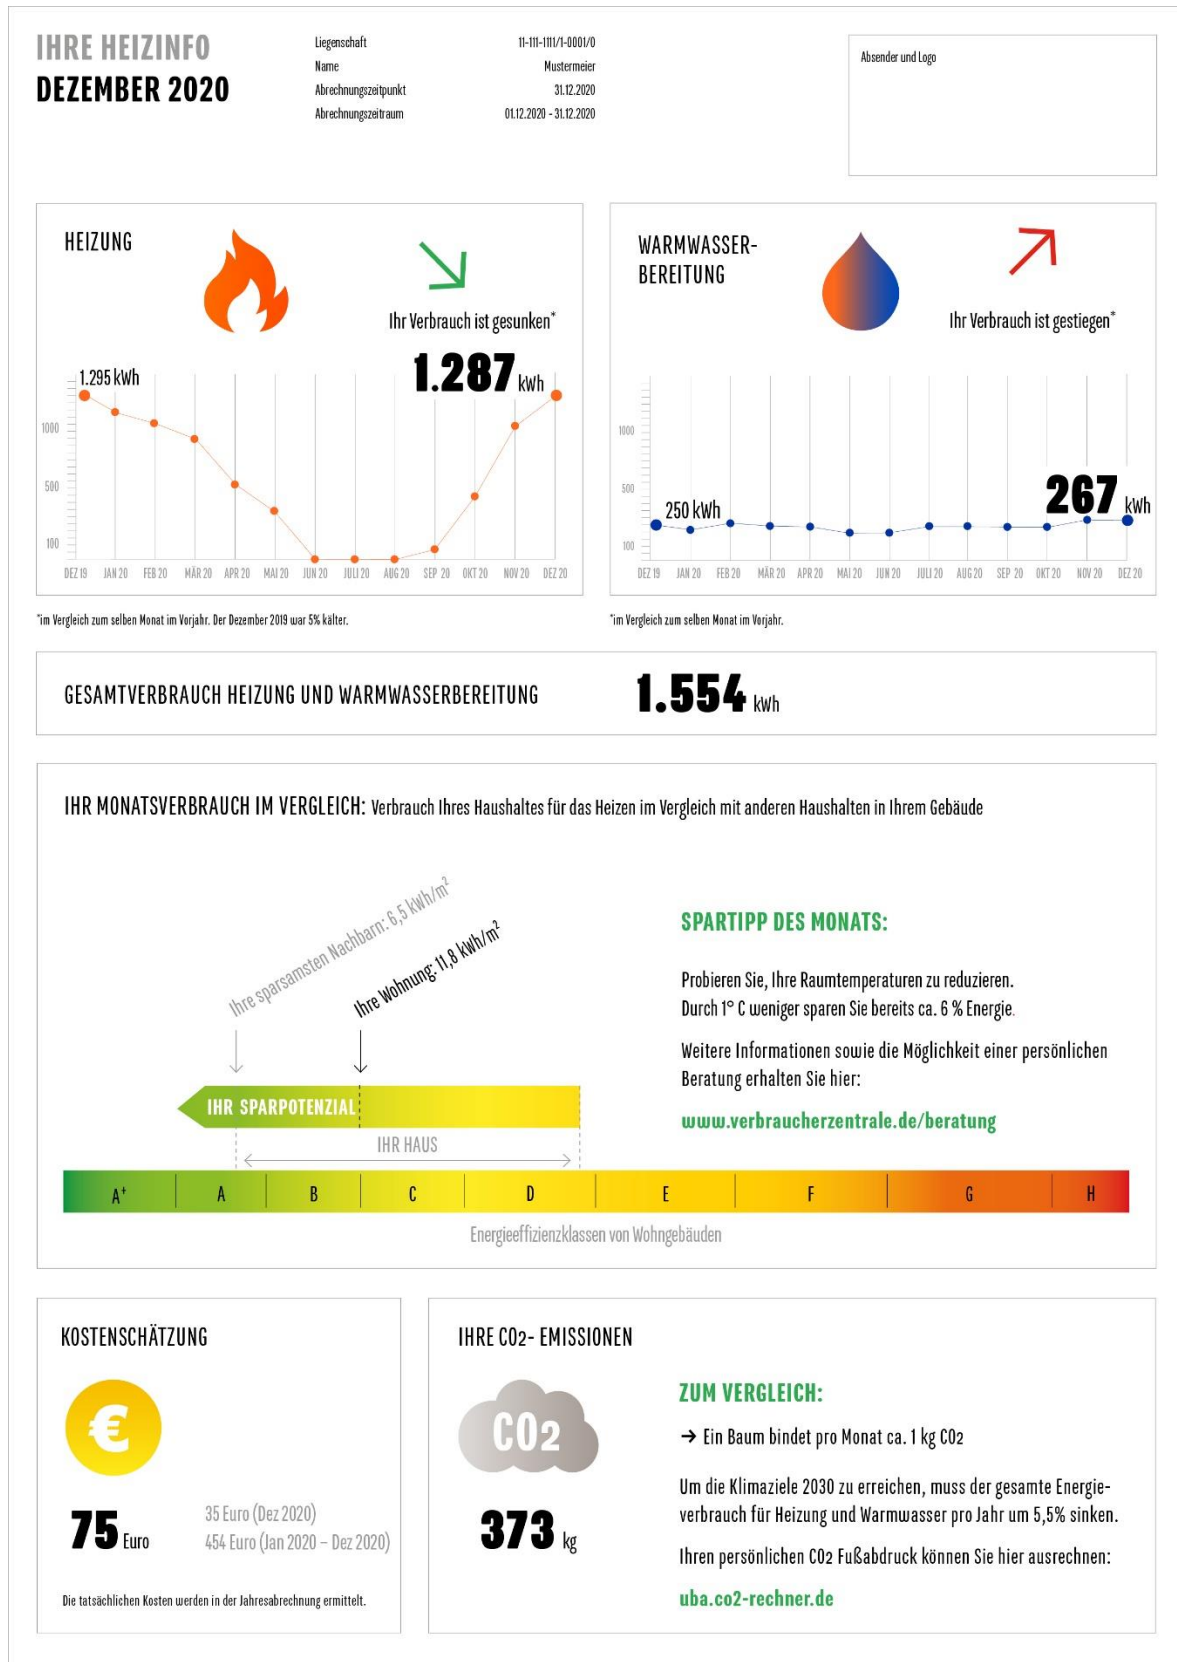 IHRE HEIZINFO
DEZEMBER 2020
Liegenschaft 11-111-1111/1-0001/0
Name Mustermeier
Abrechnungszeitpunkt 31.12.2020
Abrechnungszeitraum 01.12.2020 - 31.12.2020
Absender und Logo
HEIZUNG
Ihr Verbrauch ist gesunken*
1.295 kWh
1.287 kWh
1000
500
100
DEZ 19 JAN 20 FEB 20 MÄR 20 APR 20 MAI 20 JUN 20 JULI 20 AUG 20 SEP 20 OKT 20 NOV 20 DEZ 20
*im Vergleich zum selben Monat im Vorjahr. Der Dezember 2019 war 5% kälter.
WARMWASSER-
BEREITUNG
Ihr Verbrauch ist gestiegen*
1000
500
100
250 kWh
267 kWh
DEZ 19 JAN 20 FEB 20 MÄR 20 APR 20 MAI 20 JUN 20 JULI 20 AUG 20 SEP 20 OKT 20 NOV 20 DEZ 20
*im Vergleich zum selben Monat im Vorjahr.
GESAMTVERBRAUCH HEIZUNG UND WARMWASSERBEREITUNG 1.554 kWh
IHR MONATSVERBRAUCH IM VERGLEICH: Verbrauch Ihres Haushaltes für das Heizen im Vergleich mit anderen Haushalten in Ihrem Gebäude
Ihre sparsamsten Nachbarn: 6,5 kWh/m²
Ihre Wohnung: 11,8 kWh/m²
IHR SPARPOTENZIAL
IHR HAUS
A+ A B C D E F G H
Energieeffizienzklassen von Wohngebäuden
SPARTIPP DES MONATS:
Probieren Sie, Ihre Raumtemperaturen zu reduzieren.
Durch 1° C weniger sparen Sie bereits ca. 6 % Energie.
Weitere Informationen sowie die Möglichkeit einer persönlichen
Beratung erhalten Sie hier:
www.verbraucherzentrale.de/beratung
KOSTENSCHÄTZUNG
€
75 Euro
35 Euro (Dez 2020)
454 Euro (Jan 2020 – Dez 2020)
Die tatsächlichen Kosten werden in der Jahresabrechnung ermittelt.
IHRE CO2- EMISSIONEN
CO2
373 kg
ZUM VERGLEICH:
→ Ein Baum bindet pro Monat ca. 1 kg CO2
Um die Klimaziele 2030 zu erreichen, muss der gesamte Energie-
verbrauch für Heizung und Warmwasser pro Jahr um 5,5% sinken.
Ihren persönlichen CO2 Fußabdruck können Sie hier ausrechnen:
uba.co2-rechner.de